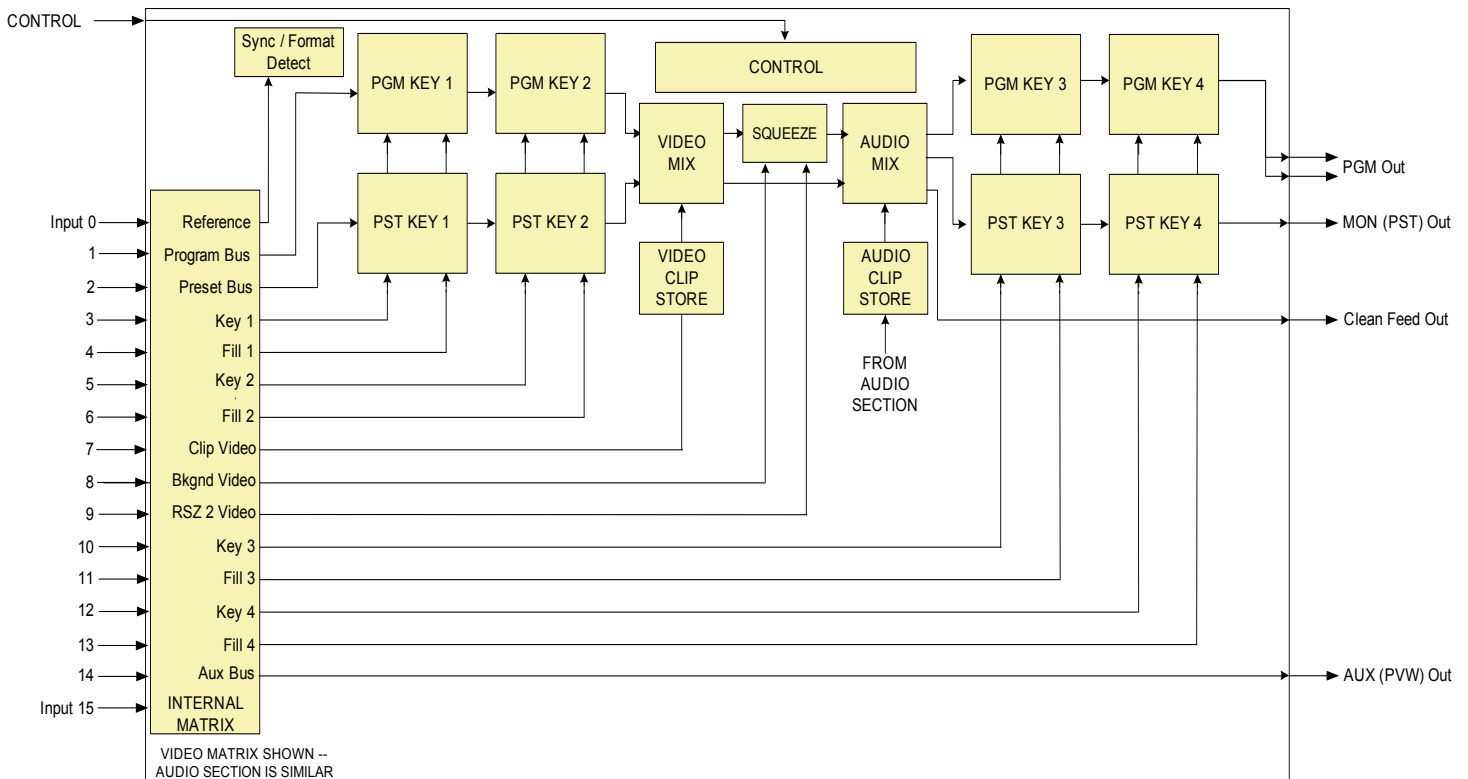 CONTROL
Sync / Format
Detect
PGM KEY 1
PGM KEY 2
CONTROL
PGM KEY 3
PGM KEY 4
VIDEO
MIX
SQUEEZE
AUDIO
MIX
PGM Out
PST KEY 1
PST KEY 2
PST KEY 3
PST KEY 4
MON (PST) Out
VIDEO
CLIP
STORE
AUDIO
CLIP
STORE
Clean Feed Out
FROM
AUDIO
SECTION
Input 0
Reference
1
Program Bus
2
Preset Bus
3
Key 1
4
Fill 1
5
Key 2
6
Fill 2
7
Clip Video
8
Bkgnd Video
9
RSZ 2 Video
10
Key 3
11
Fill 3
12
Key 4
13
Fill 4
14
Aux Bus
AUX (PVW) Out
Input 15
INTERNAL
MATRIX
VIDEO MATRIX SHOWN --
AUDIO SECTION IS SIMILAR